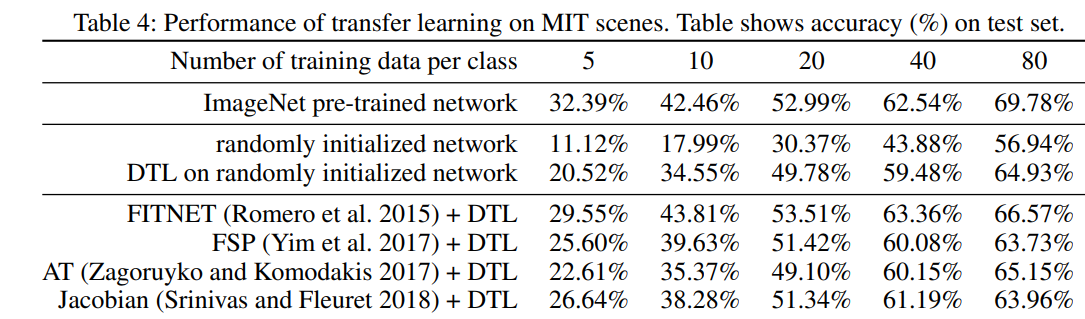 Table 4: Performance of transfer learning on MIT scenes. Table shows accuracy (%) on test set.
Number of training data per class 5 10 20 40 80
ImageNet pre-trained network 32.39% 42.46% 52.99% 62.54% 69.78%
randomly initialized network 11.12% 17.99% 30.37% 43.88% 56.94%
DTL on randomly initialized network 20.52% 34.55% 49.78% 59.48% 64.93%
FITNET (Romero et al. 2015) + DTL 29.55% 43.81% 53.51% 63.36% 66.57%
FSP (Yim et al. 2017) + DTL 25.60% 39.63% 51.42% 60.08% 63.73%
AT (Zagoruyko and Komodakis 2017) + DTL 22.61% 35.37% 49.10% 60.15% 65.15%
Jacobian (Srinivas and Fleuret 2018) + DTL 26.64% 38.28% 51.34% 61.19% 63.96%